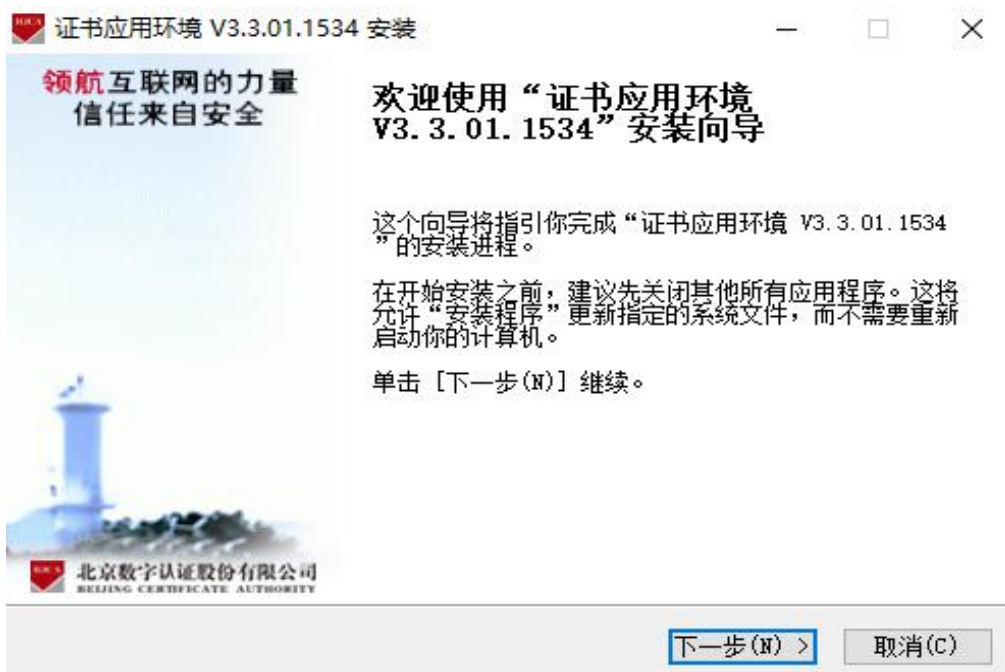 证书应用环境 V3.3.01.1534 安装
领航互联网的力量
信任来自安全
欢迎使用“证书应用环境
V3.3.01.1534”安装向导
这个向导将指引你完成“证书应用环境 V3.3.01.1534
”的安装进程。
在开始安装之前，建议先关闭其他所有应用程序。这将
允许“安装程序”更新指定的系统文件，而不需要重新
启动你的计算机。
单击 [下一步(N)] 继续。
BJCA 北京数字认证股份有限公司
BEIJING CERTIFICATE AUTHORITY
下一步(N) >
取消(C)